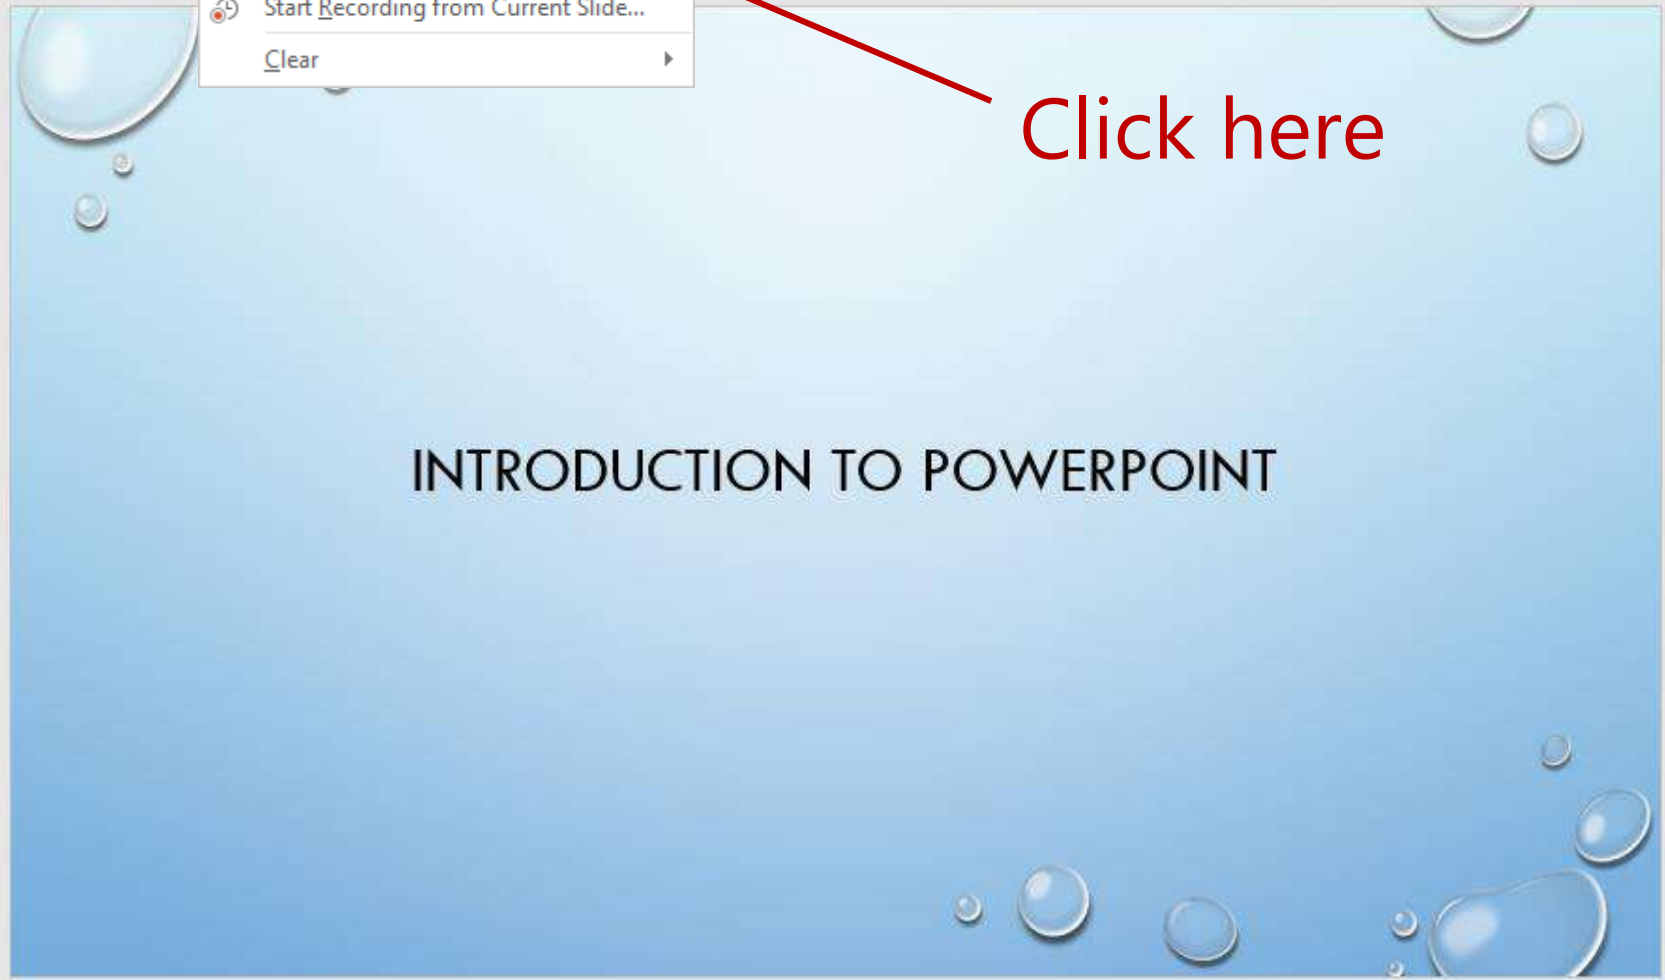 Start Recording from Current Slide...
Clear
Click here
INTRODUCTION TO POWERPOINT